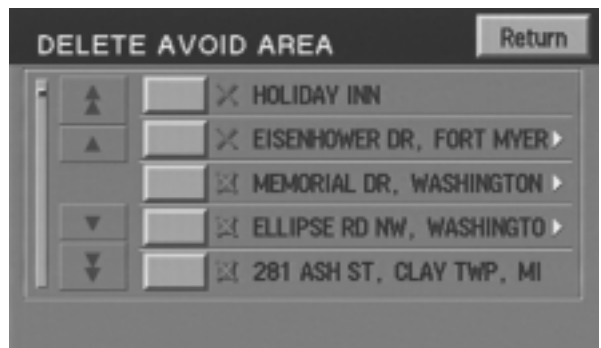 DELETE AVOID AREA
Return
HOLIDAY INN
EISENHOWER DR, FORT MYER
MEMORIAL DR, WASHINGTON
ELLIPSE RD NW, WASHINGTO
281 ASH ST, CLAY TWP, MI